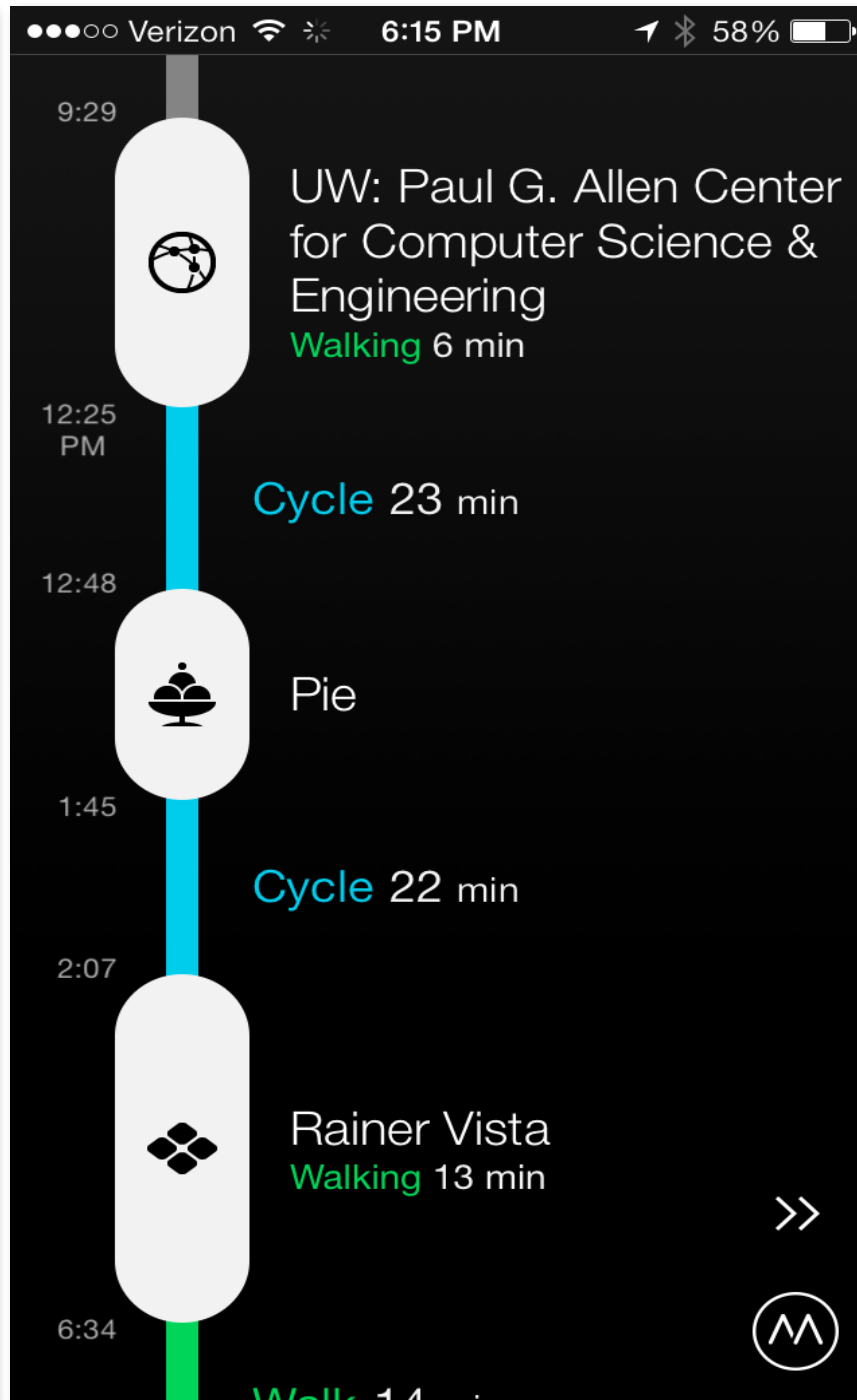 Verizon 6:15 PM 58%
9:29
UW: Paul G. Allen Center
for Computer Science &
Engineering
Walking 6 min
12:25
PM
Cycle 23 min
12:48
Pie
1:45
Cycle 22 min
2:07
Rainer Vista
Walking 13 min
6:34
Walk 14